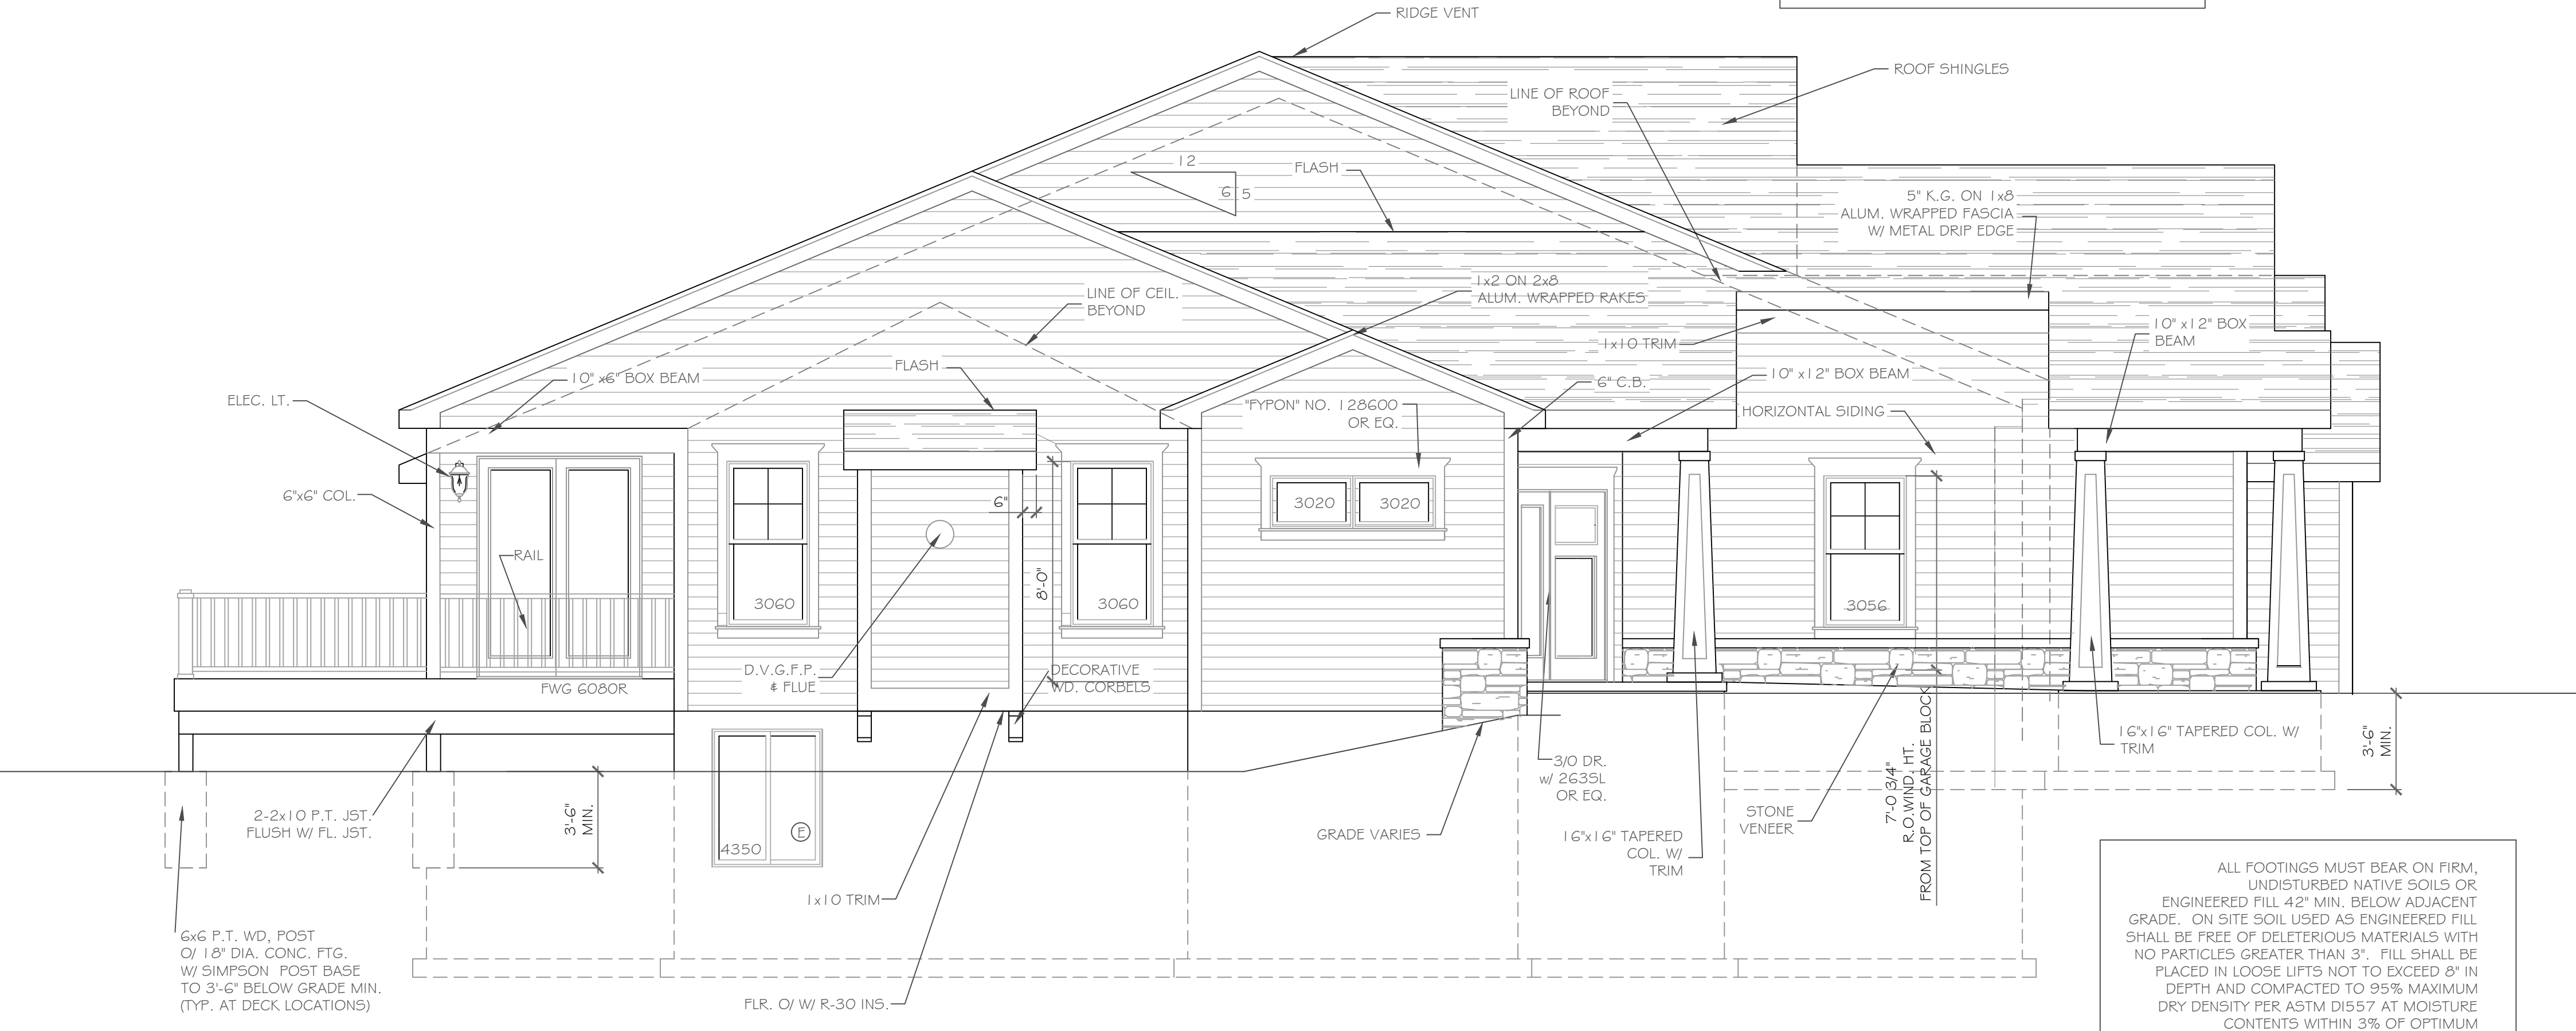 RIDGE VENT
ROOF SHINGLES
LINE OF ROOF
BEYOND
12
6 5
FLASH
5" K.G. ON 1x8
ALUM. WRAPPED FASCIA
W/ METAL DRIP EDGE
1x2 ON 2x8
ALUM. WRAPPED RAKES
LINE OF CEIL.
BEYOND
10" x12" BOX
BEAM
1x10 TRIM
FLASH
10" x6" BOX BEAM
10" x12" BOX BEAM
6" C.B.
ELEC. LT.
"FYPON" NO. 128600
OR EQ.
HORIZONTAL SIDING
6"x6" COL.
6"
3020
3020
RAIL
8'-0"
3060
3060
3056
D.V.G.F.P.
& FLUE
DECORATIVE
WD. CORBELS
FWG 6080R
16"x16" TAPERED COL. W/
TRIM
3'-6"
MIN.
3/0 DR.
w/ 263SL
OR EQ.
7'-0 3/4"
R.O.WIND. HT.
FROM TOP OF GARAGE BLOCK
2-2x10 P.T. JST.
FLUSH W/ FL. JST.
3'-6"
MIN.
E
4350
GRADE VARIES
STONE
VENEER
16"x16" TAPERED
COL. W/
TRIM
1x10 TRIM
6x6 P.T. WD, POST
O/ 18" DIA. CONC. FTG.
W/ SIMPSON POST BASE
TO 3'-6" BELOW GRADE MIN.
(TYP. AT DECK LOCATIONS)
FLR. O/ W/ R-30 INS.
ALL FOOTINGS MUST BEAR ON FIRM,
UNDISTURBED NATIVE SOILS OR
ENGINEERED FILL 42" MIN. BELOW ADJACENT
GRADE. ON SITE SOIL USED AS ENGINEERED FILL
SHALL BE FREE OF DELETERIOUS MATERIALS WITH
NO PARTICLES GREATER THAN 3". FILL SHALL BE
PLACED IN LOOSE LIFTS NOT TO EXCEED 8" IN
DEPTH AND COMPACTED TO 95% MAXIMUM
DRY DENSITY PER ASTM D1557 AT MOISTURE
CONTENTS WITHIN 3% OF OPTIMUM